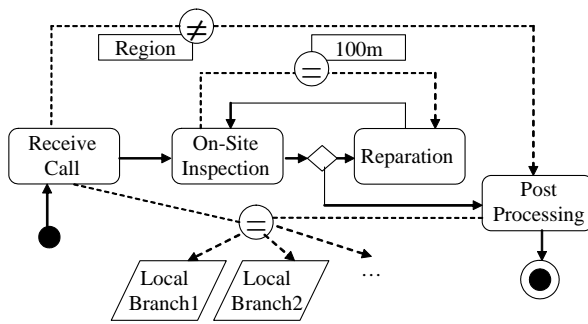 ≠
Region
100m
=
Receive
Call
On-Site
Inspection
Reparation
Post
Processing
=
Local
Branch1
Local
Branch2
...